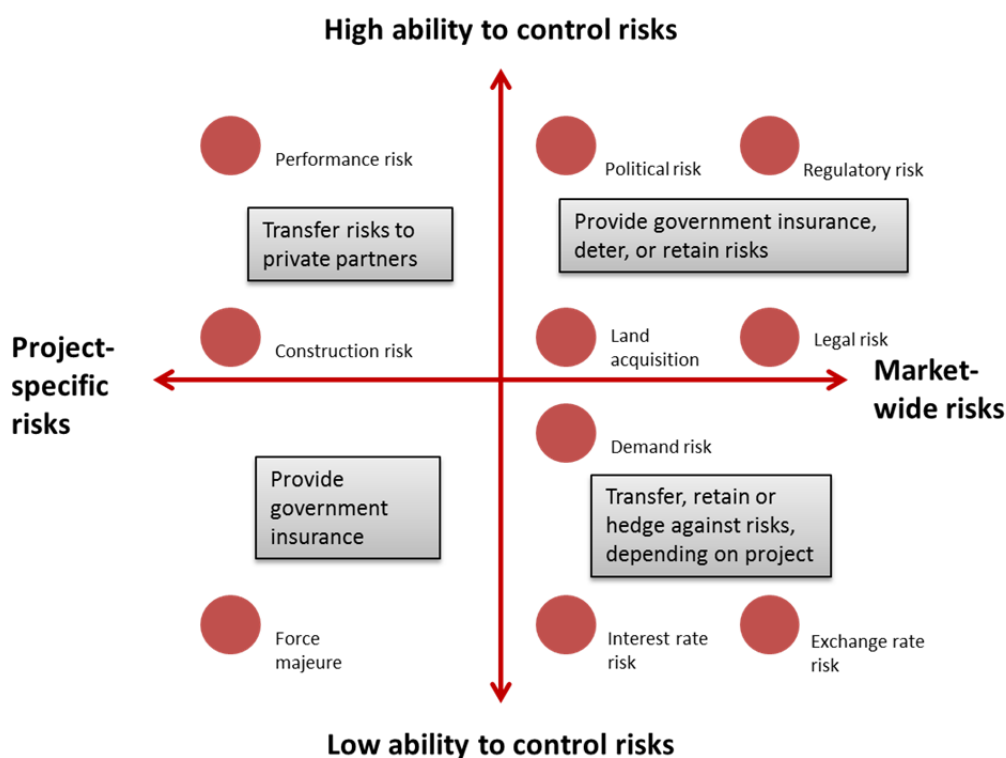 High ability to control risks
Performance risk
Political risk
Regulatory risk
Transfer risks to
private partners
Provide government insurance,
deter, or retain risks
Construction risk
Land
acquisition
Legal risk
Project-
specific
risks
Market-
wide risks
Demand risk
Provide
government
insurance
Transfer, retain or
hedge against risks,
depending on project
Force
majeure
Interest rate
risk
Exchange rate
risk
Low ability to control risks